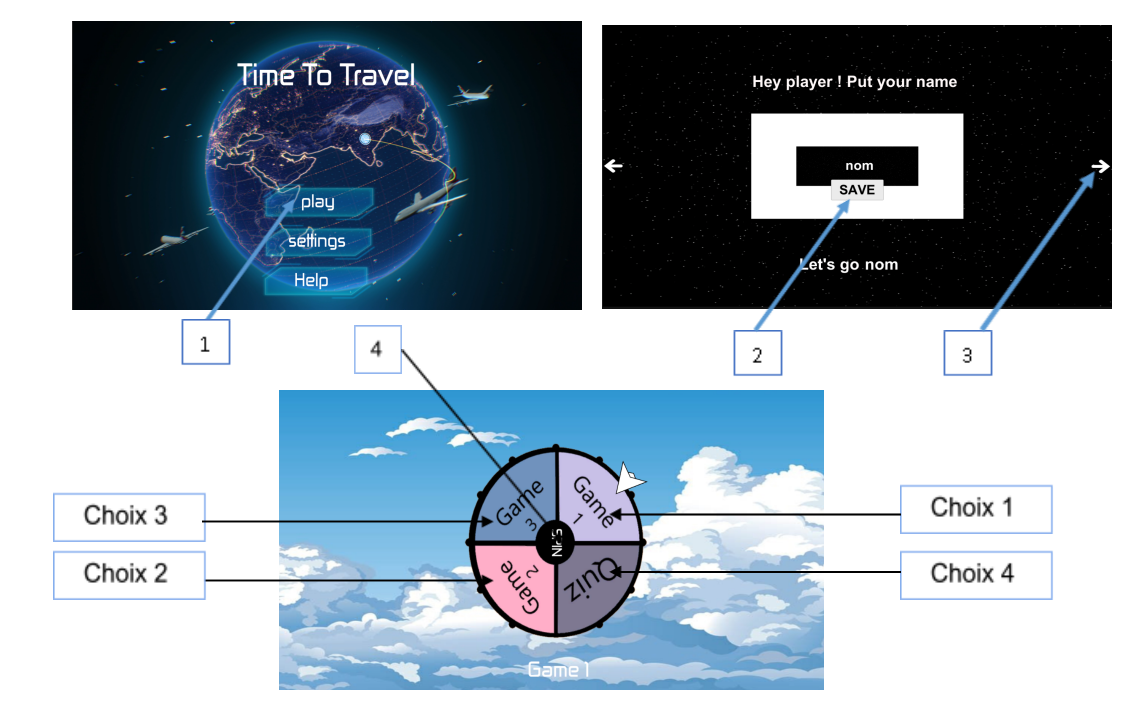 Time To Travel
play
settings
Help
Hey player ! Put your name
nom
SAVE
Let's go nom
1
4
2
3
Choix 3
Choix 2
Game 3
Game 1
Game 2
Quiz
SPIN
Choix 1
Choix 4
Game 1